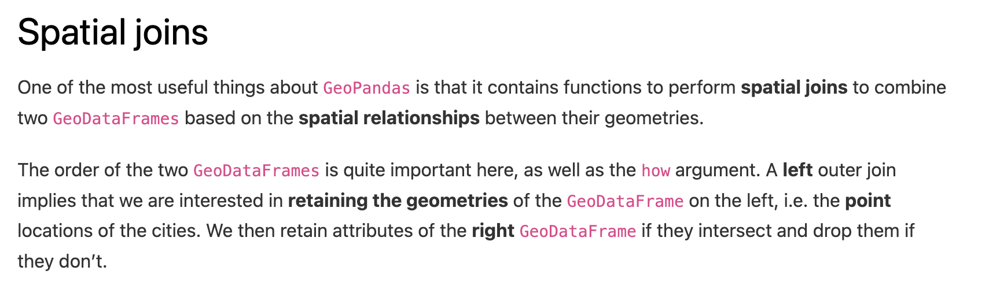 Spatial joins
One of the most useful things about GeoPandas is that it contains functions to perform spatial joins to combine
two GeoDataFrames based on the spatial relationships between their geometries.
The order of the two GeoDataFrames is quite important here, as well as the how argument. A left outer join
implies that we are interested in retaining the geometries of the GeoDataFrame on the left, i.e. the point
locations of the cities. We then retain attributes of the right GeoDataFrame if they intersect and drop them if
they don’t.